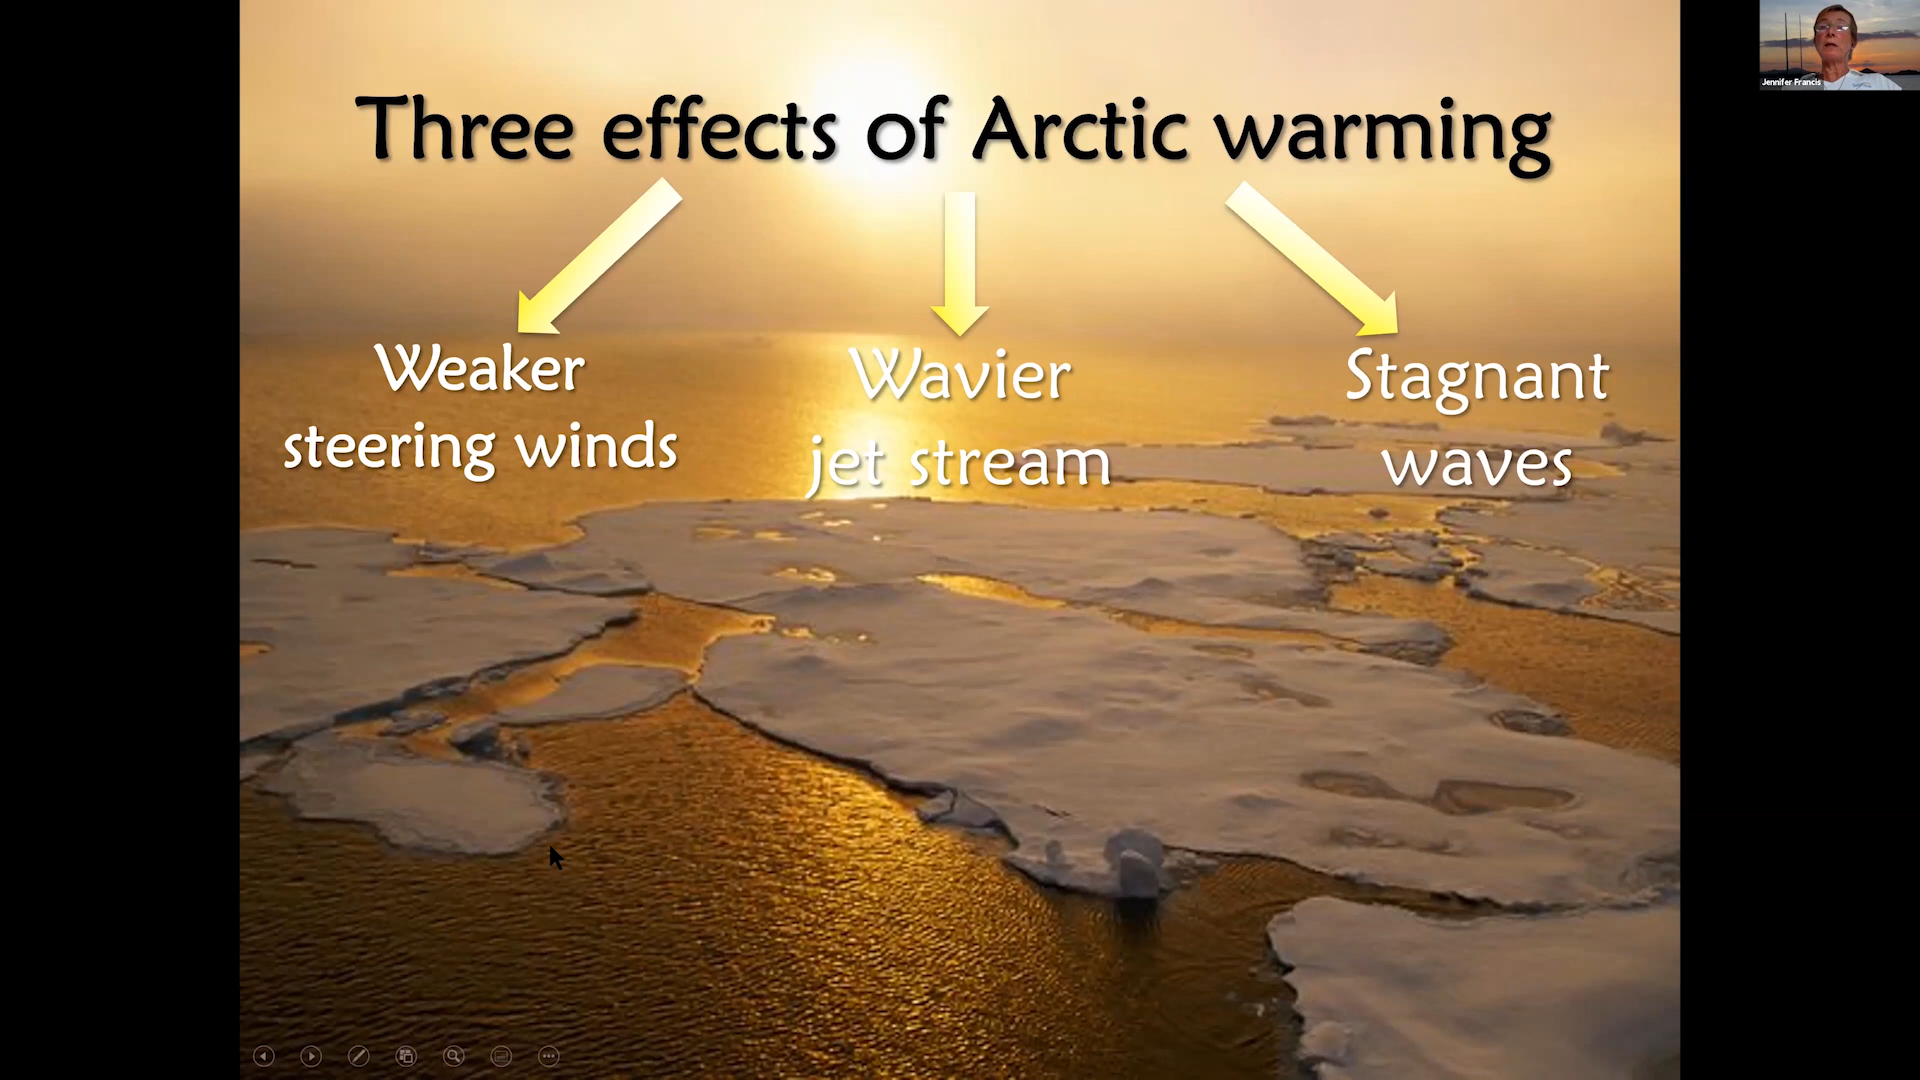 Three effects of Arctic warming
Weaker
steering winds
Wavier
jet stream
Stagnant
waves
Jennifer Francis